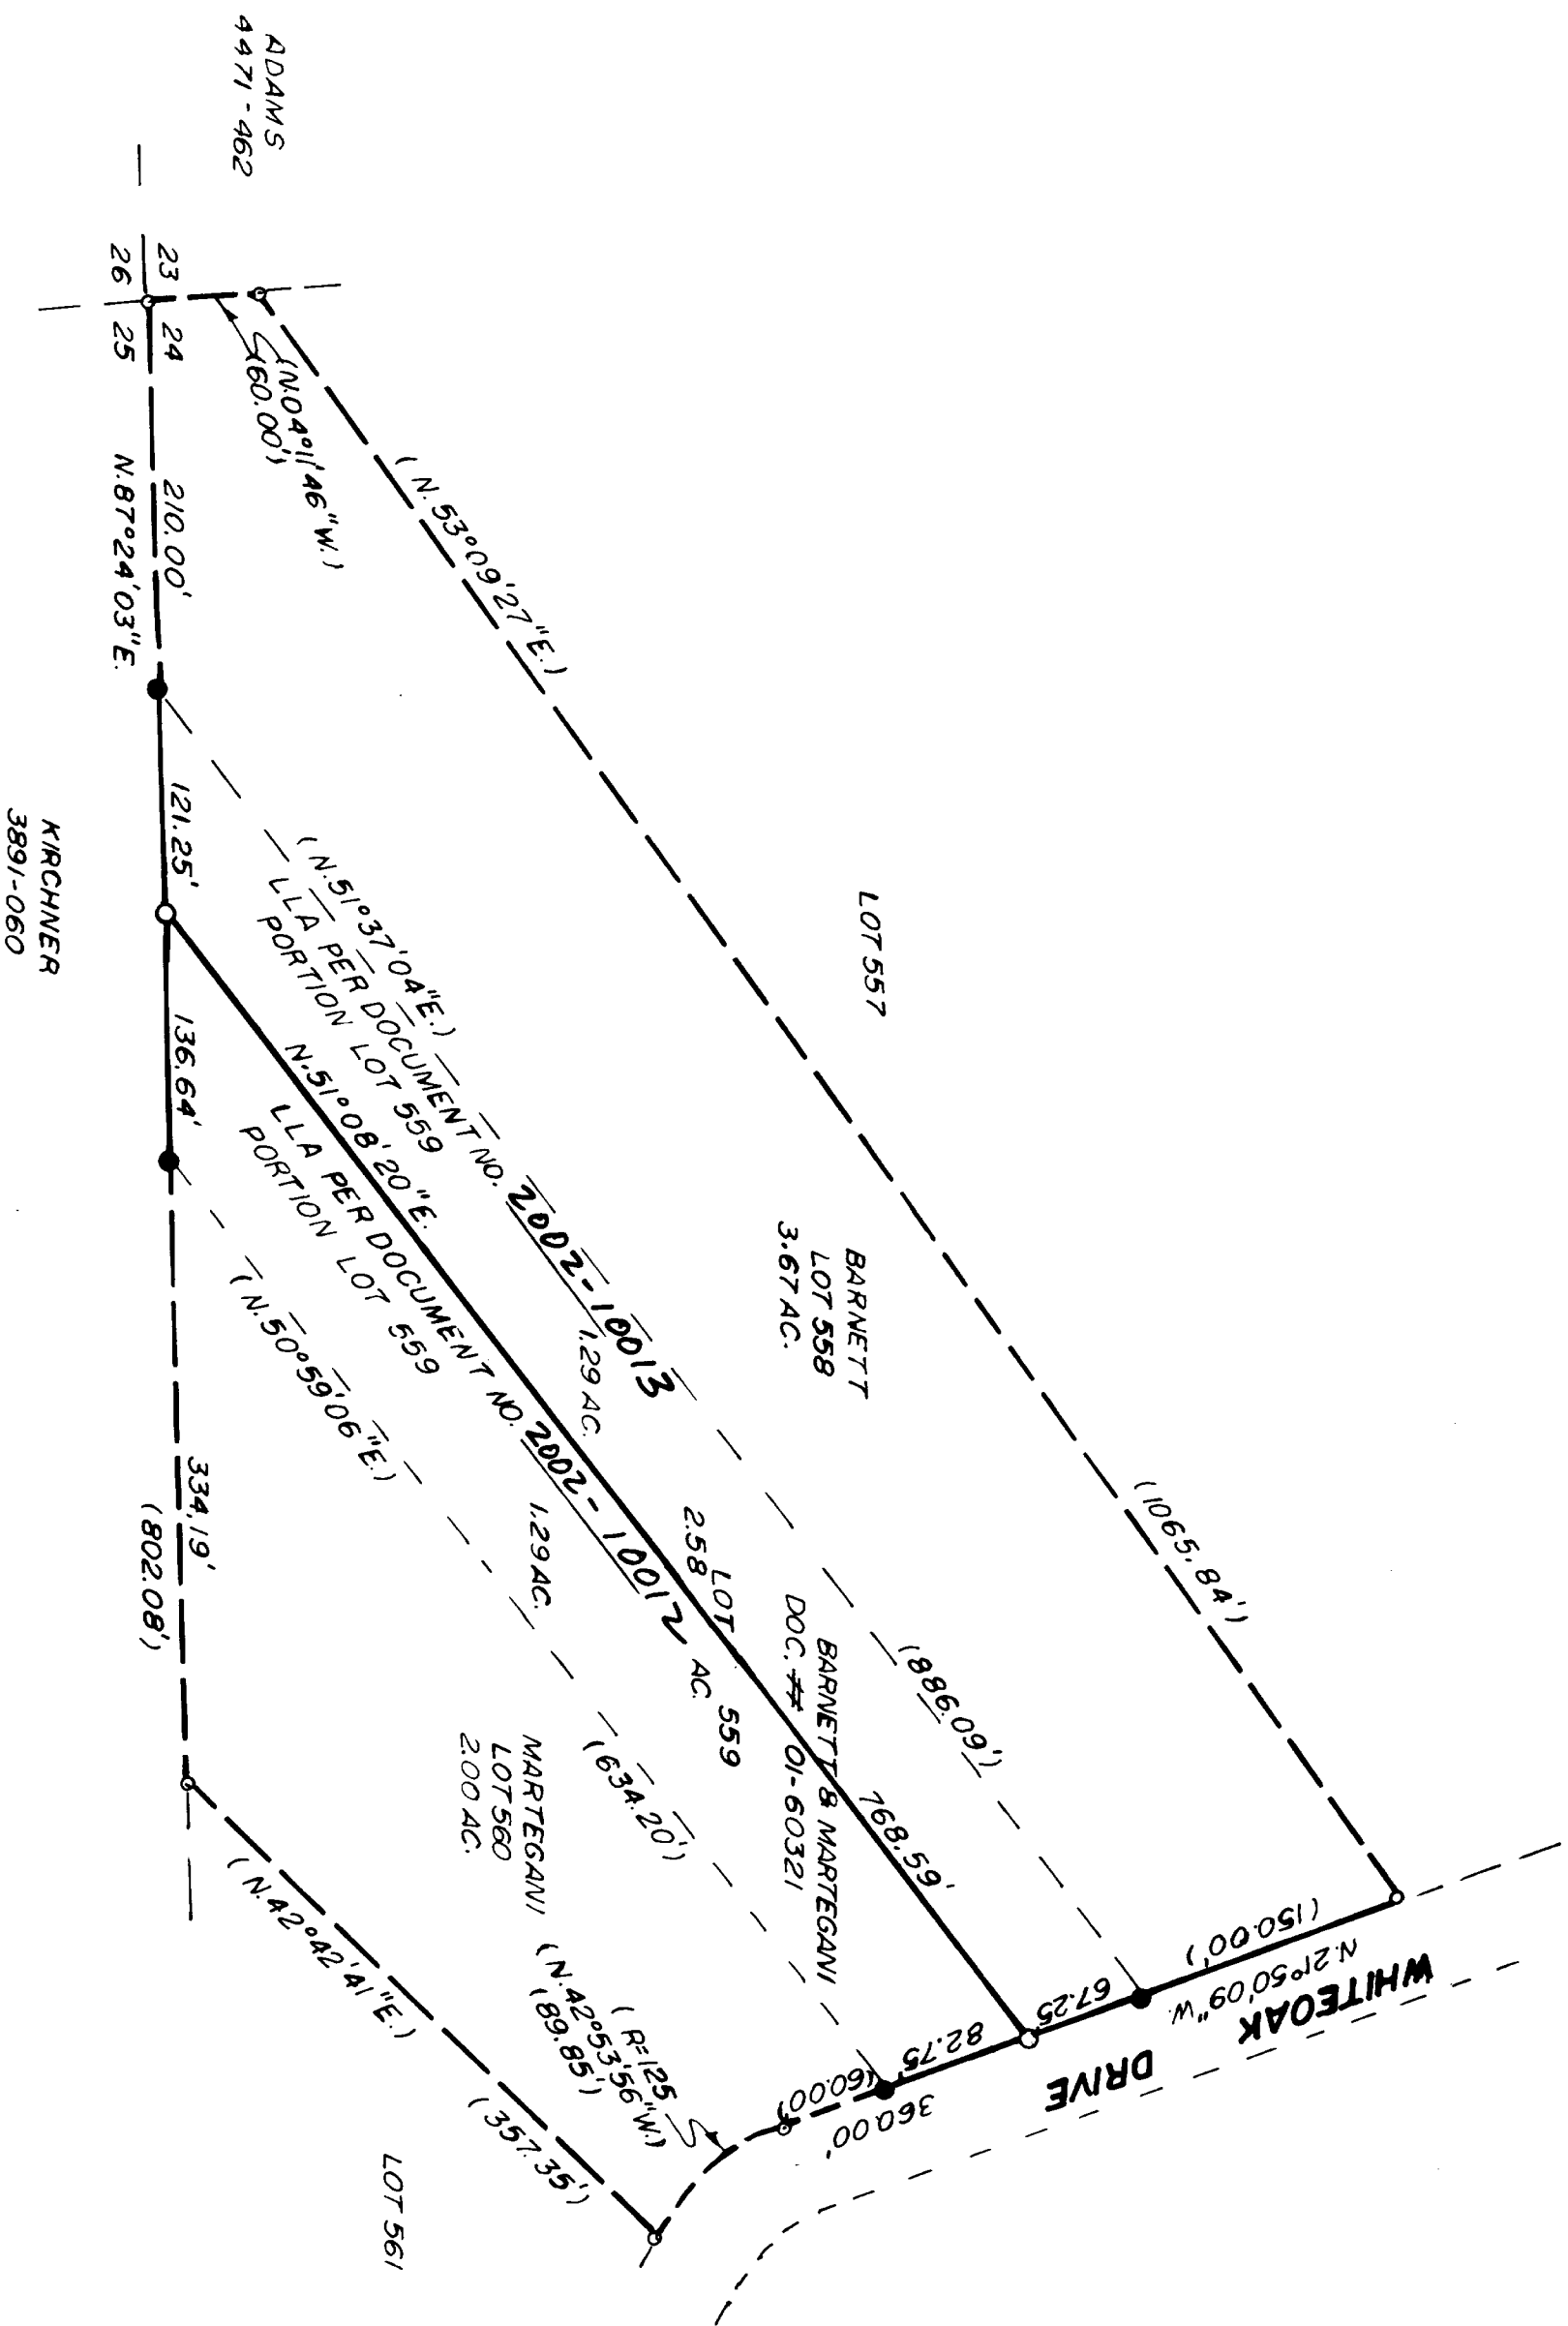 ADAMS
4471-462
23 24
26 25
(N.04°11'46"W.)
(60.00')
(N.53°09'27"E.)
(1065.84')
LOT 557
BARNETT
LOT 558
3.67 AC.
210.00'
N.87°24'03"E.
121.25'
136.64'
334.19'
(802.08')
KIRCHNER
3891-060
(N.51°37'04"E.)
(886.09')
LLA PER DOCUMENT NO. 2002-10013
PORTION LOT 559
1.29 AC.
N.51°08'20"E.
768.59'
LLA PER DOCUMENT NO. 2002-10012
PORTION LOT 559
1.29 AC.
LOT 559
2.58 AC.
BARNETT & MARTEGANI
DOC. # 01-60321
(N.50°59'06"E.)
(634.20')
MARTEGANI
LOT 560
2.00 AC.
(R=125
(N.42°53'56"W.)
(89.85')
(N.42°42'41"E.)
(357.35')
LOT 561
(150.00')
N.21°50'09"W.
67.25'
82.75'
(60.00')
360.00'
WHITEOAK DRIVE